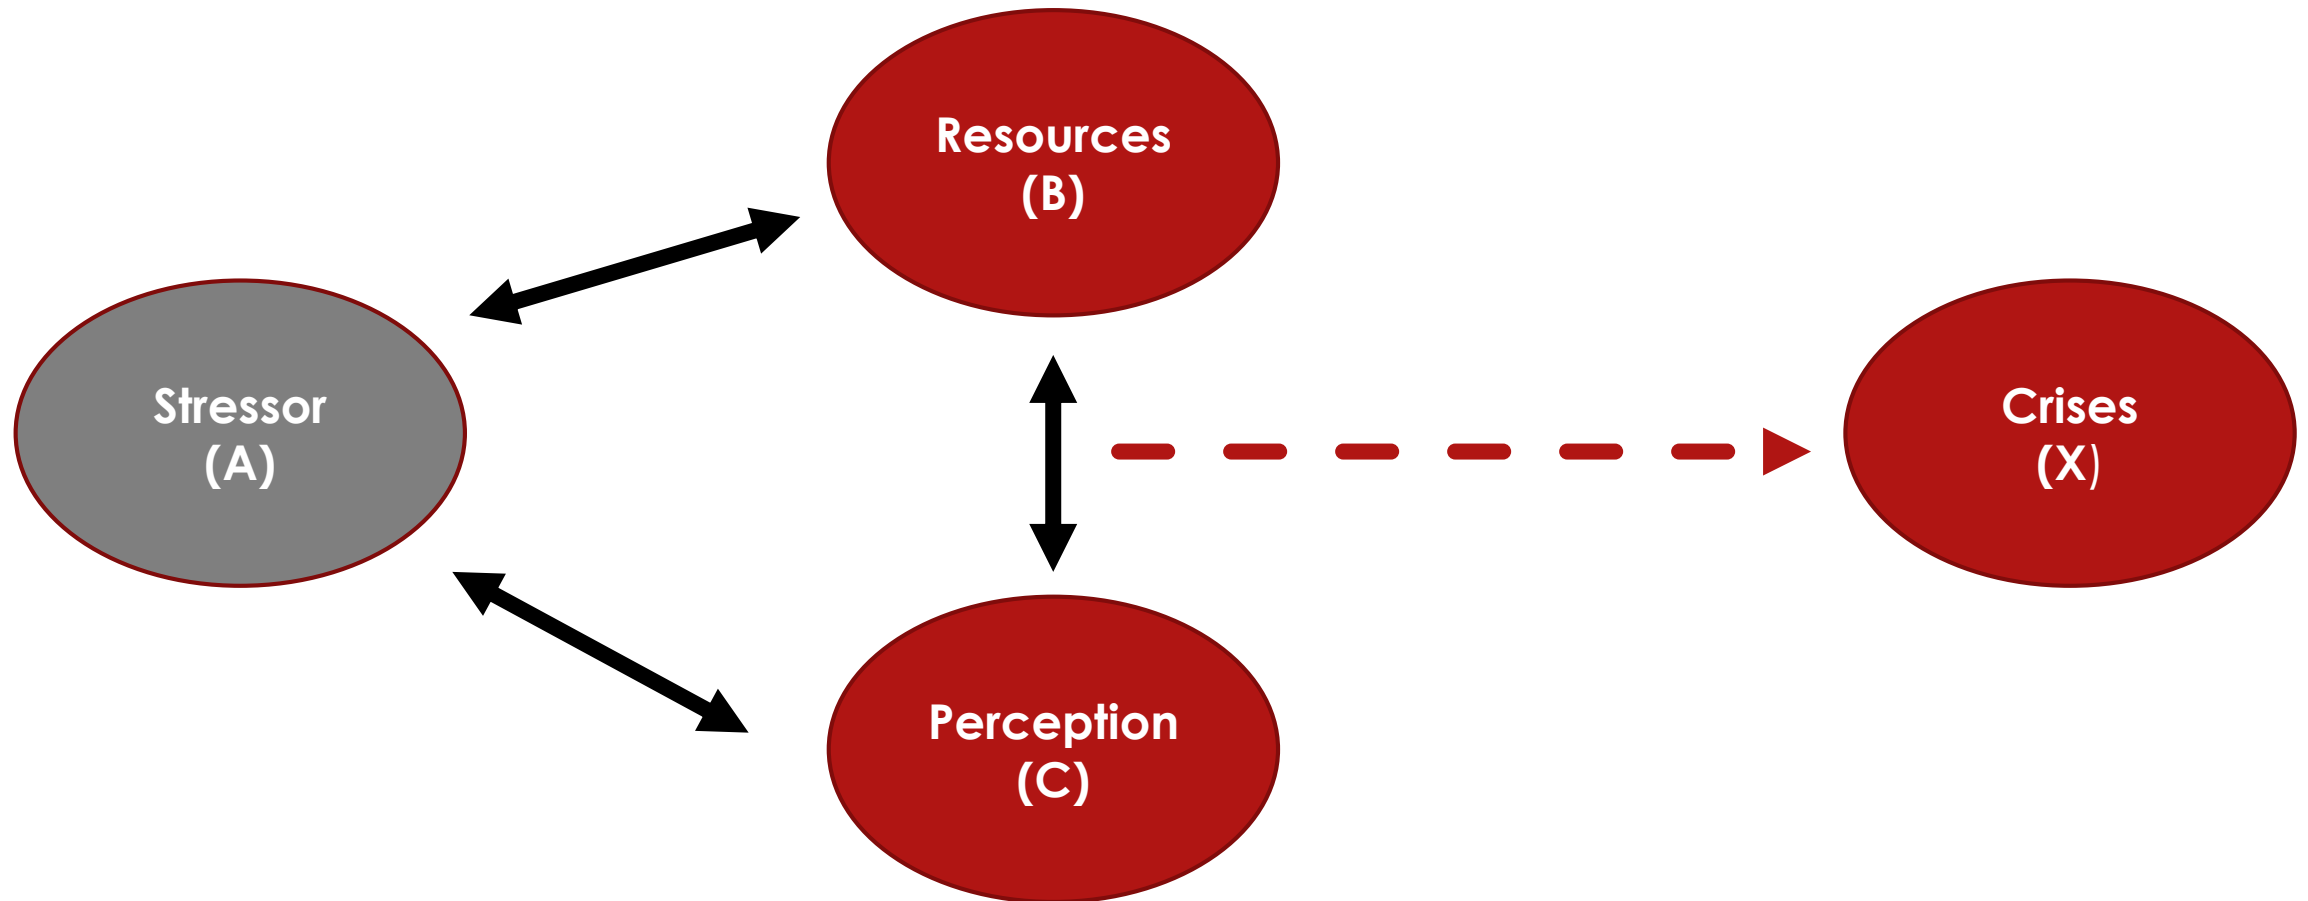 Resources
(B)
Stressor
(A)
Crises
(X)
Perception
(C)